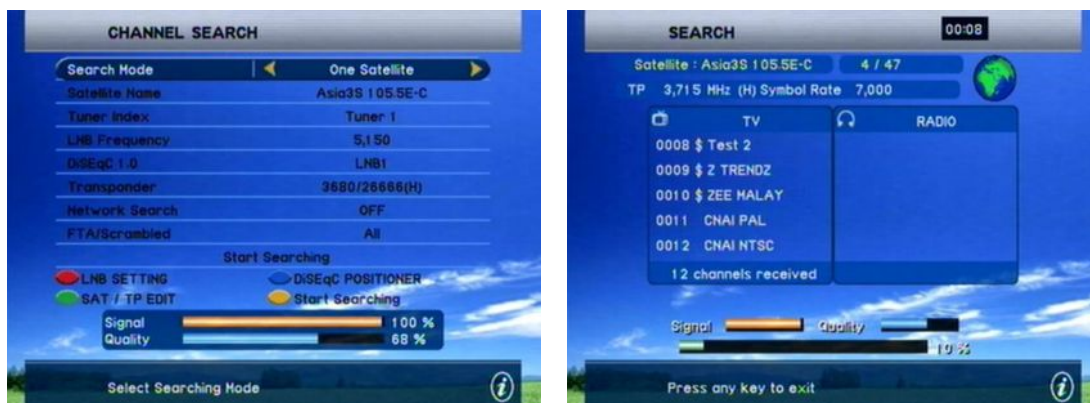 CHANNEL SEARCH
Search Mode One Satellite
Satellite Name Asia3S 105.5E-C
Tuner Index Tuner 1
LNB Frequency 5,150
DiSEqC 1.0 LNB1
Transponder 3680/26666(H)
Network Search OFF
FTA/Scrambled All
Start Searching
LNB SETTING DiSEqC POSITIONER
SAT / TP EDIT Start Searching
Signal 100 %
Quality 68 %
Select Searching Mode
SEARCH 00:08
Satellite : Asia3S 105.5E-C 4 / 47
TP 3,715 MHz (H) Symbol Rate 7,000
TV RADIO
0008 $ Test 2
0009 $ Z TRENDZ
0010 $ ZEE MALAY
0011 CNAI PAL
0012 CNAI NTSC
12 channels received
Signal Quality
10 %
Press any key to exit